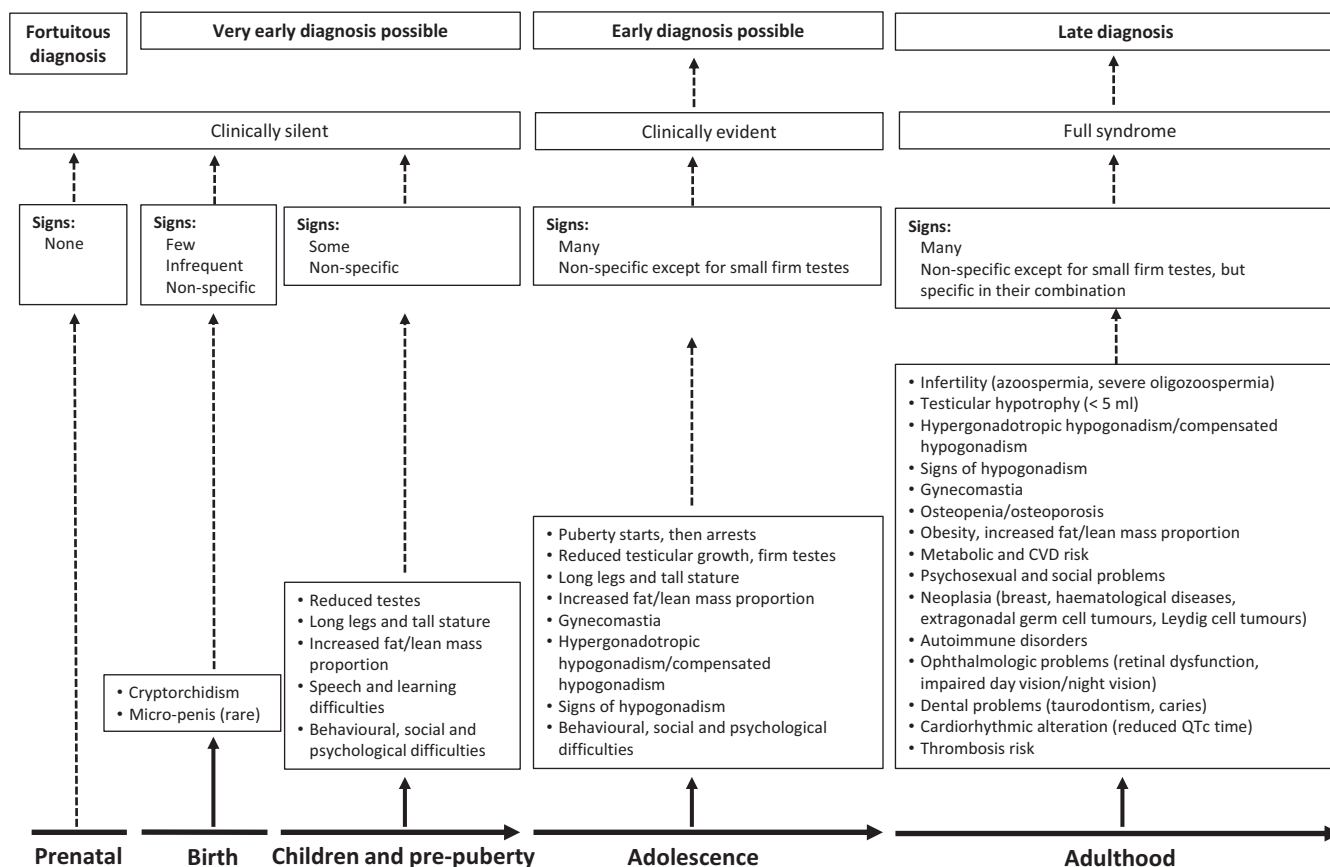 Fortuitous
diagnosis
Very early diagnosis possible
Early diagnosis possible
Late diagnosis
Clinically silent
Clinically evident
Full syndrome
Signs:
None
Signs:
Few
Infrequent
Non-specific
Signs:
Some
Non-specific
Signs:
Many
Non-specific except for small firm testes
Signs:
Many
Non-specific except for small firm testes, but
specific in their combination
• Cryptorchidism
• Micro-penis (rare)
• Reduced testes
• Long legs and tall stature
• Increased fat/lean mass
proportion
• Speech and learning
difficulties
• Behavioural, social and
psychological difficulties
• Puberty starts, then arrests
• Reduced testicular growth, firm testes
• Long legs and tall stature
• Increased fat/lean mass proportion
• Gynecomastia
• Hypergonadotropic
hypogonadism/compensated
hypogonadism
• Signs of hypogonadism
• Behavioural, social and psychological
difficulties
• Infertility (azoospermia, severe oligozoospermia)
• Testicular hypotrophy (< 5 ml)
• Hypergonadotropic hypogonadism/compensated
hypogonadism
• Signs of hypogonadism
• Gynecomastia
• Osteopenia/osteoporosis
• Obesity, increased fat/lean mass proportion
• Metabolic and CVD risk
• Psychosexual and social problems
• Neoplasia (breast, haematological diseases,
extragonadal germ cell tumours, Leydig cell tumours)
• Autoimmune disorders
• Ophthalmologic problems (retinal dysfunction,
impaired day vision/night vision)
• Dental problems (taurodontism, caries)
• Cardiorhythmic alteration (reduced QTc time)
• Thrombosis risk
Prenatal
Birth
Children and pre-puberty
Adolescence
Adulthood